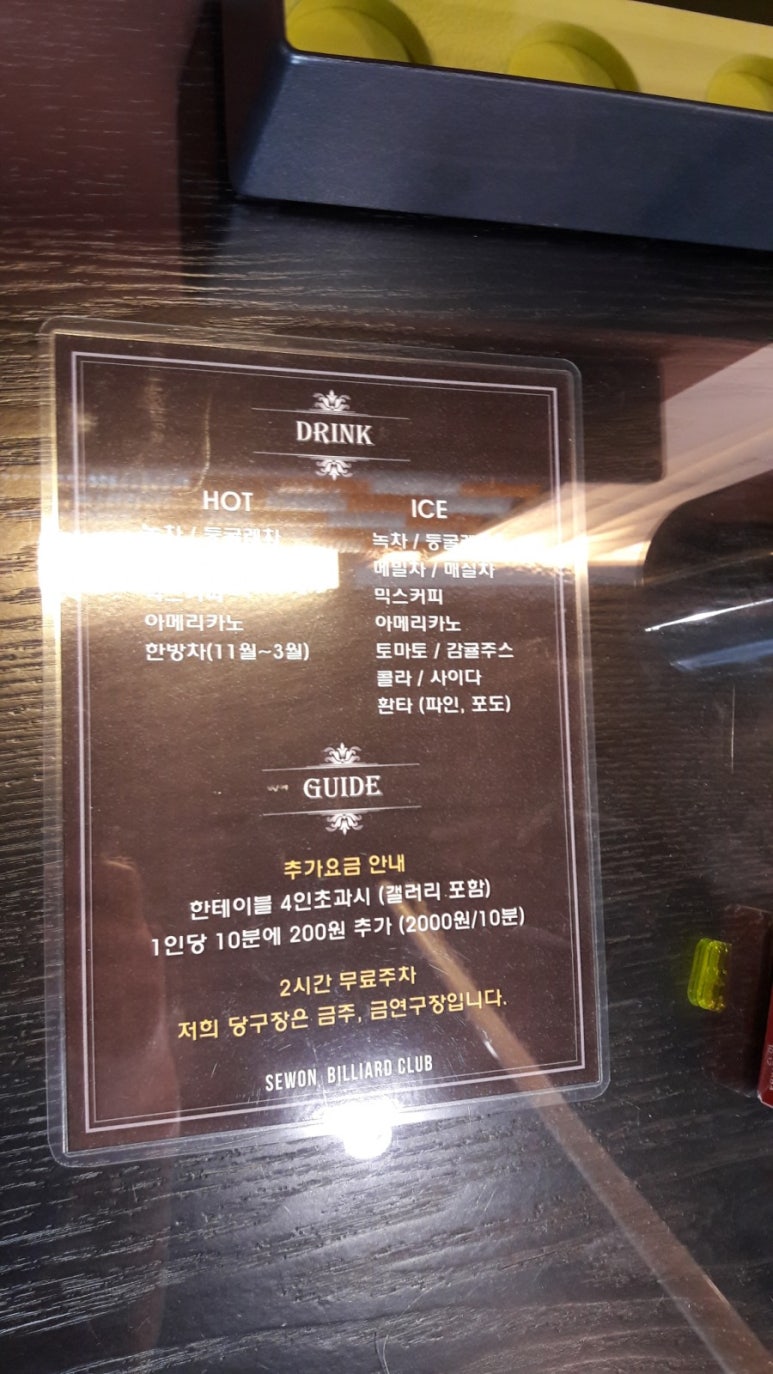 DRINK
HOT
녹차 / 둥굴레차
아메리카노
한방차(11월~3월)
ICE
녹차 /
메밀차 / 매실차
믹스커피
아메리카노
토마토 / 감귤주스
콜라 / 사이다
환타 (파인, 포도)
GUIDE
추가요금 안내
한테이블 4인초과시 (갤러리 포함)
1인당 10분에 200원 추가 (2000원/10분)
2시간 무료주차
저희 당구장은 금주, 금연구장입니다.
SEWON BILLIARD CLUB